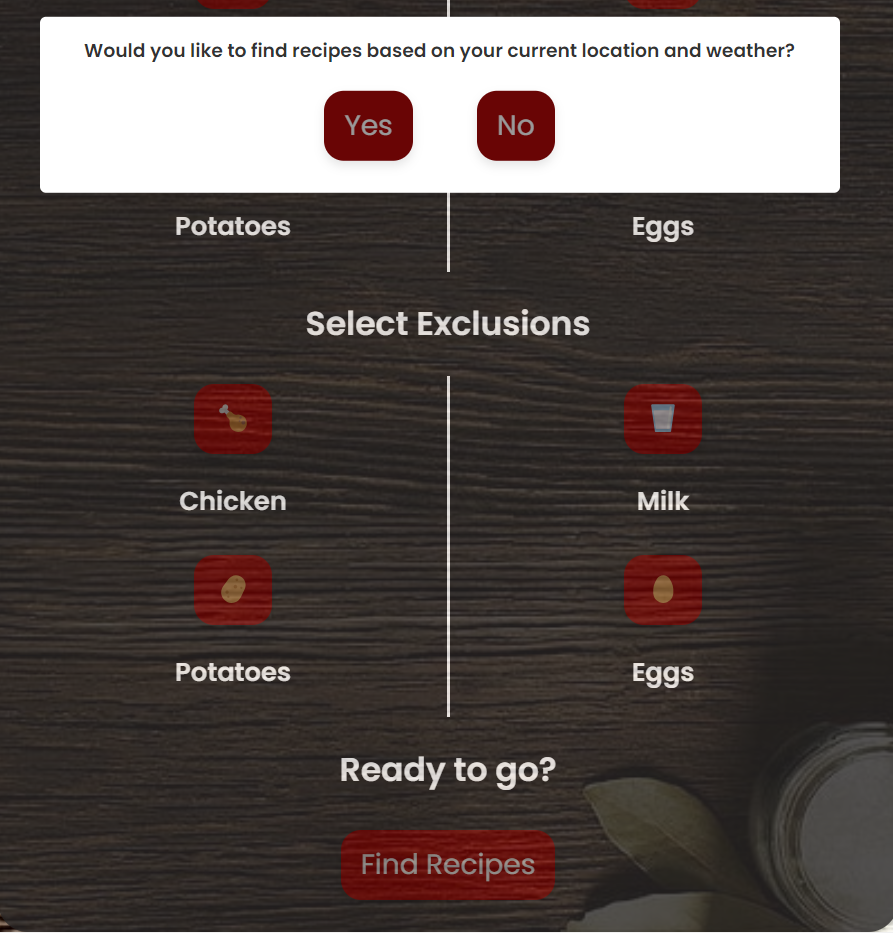 Would you like to find recipes based on your current location and weather?
Yes No
Potatoes Eggs
Select Exclusions
Chicken Milk
Potatoes Eggs
Ready to go?
Find Recipes